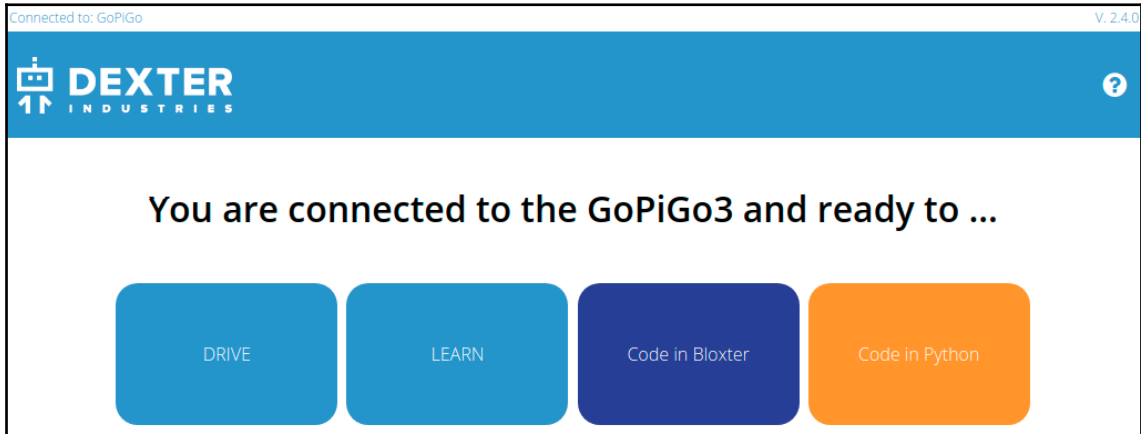 Connected to: GoPiGo
V. 2.4.0
DEXTER
INDUSTRIES
?
You are connected to the GoPiGo3 and ready to ...
DRIVE
LEARN
Code in Bloxter
Code in Python